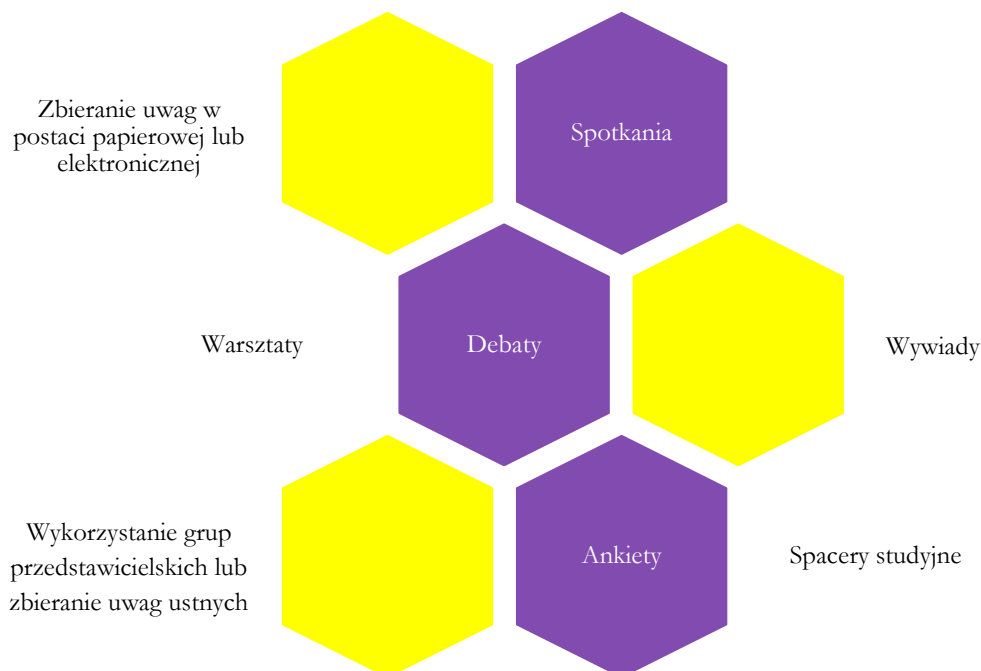 Zbieranie uwag w
postaci papierowej lub
elektronicznej
Spotkania
Warsztaty
Debaty
Wywiady
Wykorzystanie grup
przedstawicielskich lub
zbieranie uwag ustnych
Ankiety
Spacery studyjne